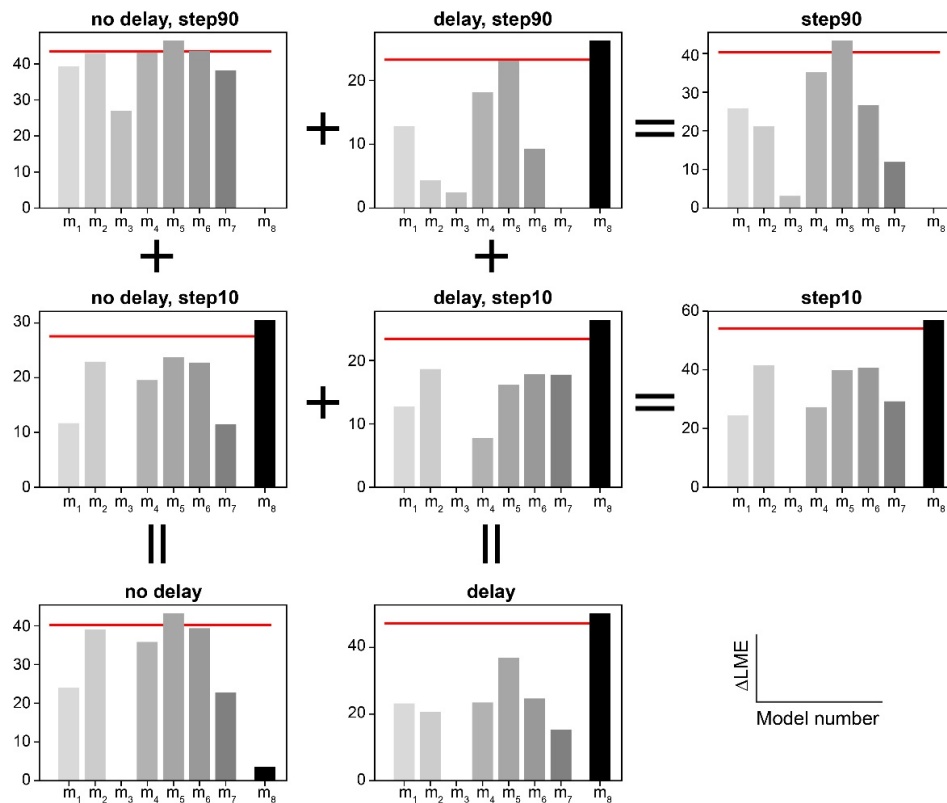 no delay, step90
delay, step90
step90
40
30
20
10
0
m1 m2 m3 m4 m5 m6 m7 m8
+
20
10
0
m1 m2 m3 m4 m5 m6 m7 m8
=
40
30
20
10
0
m1 m2 m3 m4 m5 m6 m7 m8
+
+
no delay, step10
delay, step10
step10
30
20
10
0
m1 m2 m3 m4 m5 m6 m7 m8
+
20
10
0
m1 m2 m3 m4 m5 m6 m7 m8
=
60
40
20
0
m1 m2 m3 m4 m5 m6 m7 m8
=
=
no delay
delay
40
30
20
10
0
m1 m2 m3 m4 m5 m6 m7 m8
40
20
0
m1 m2 m3 m4 m5 m6 m7 m8
ΔLME
Model number